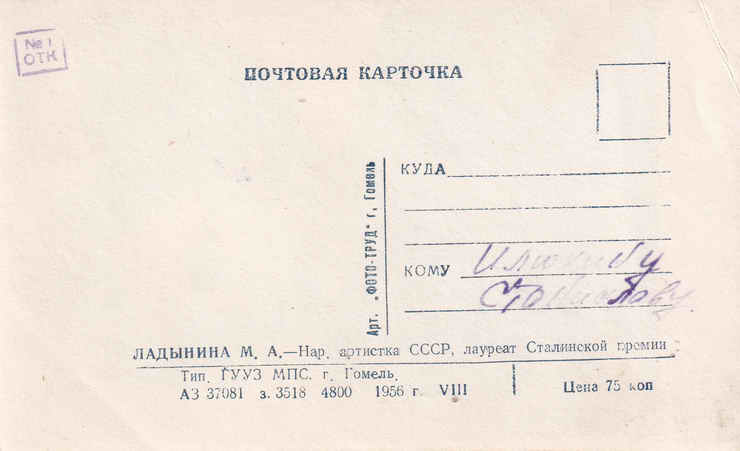 № 1
ОТК
ПОЧТОВАЯ КАРТОЧКА
Арт. „ФОТО-ТРУД" г. Гомель
КУДА
КОМУ
ЛАДЫНИНА М. А.—Нар. артистка СССР, лауреат Сталинской премии
Тип. ГУУЗ МПС. г. Гомель.
АЗ 37081 з. 3518 4800 1956 г. VIII
Цена 75 коп